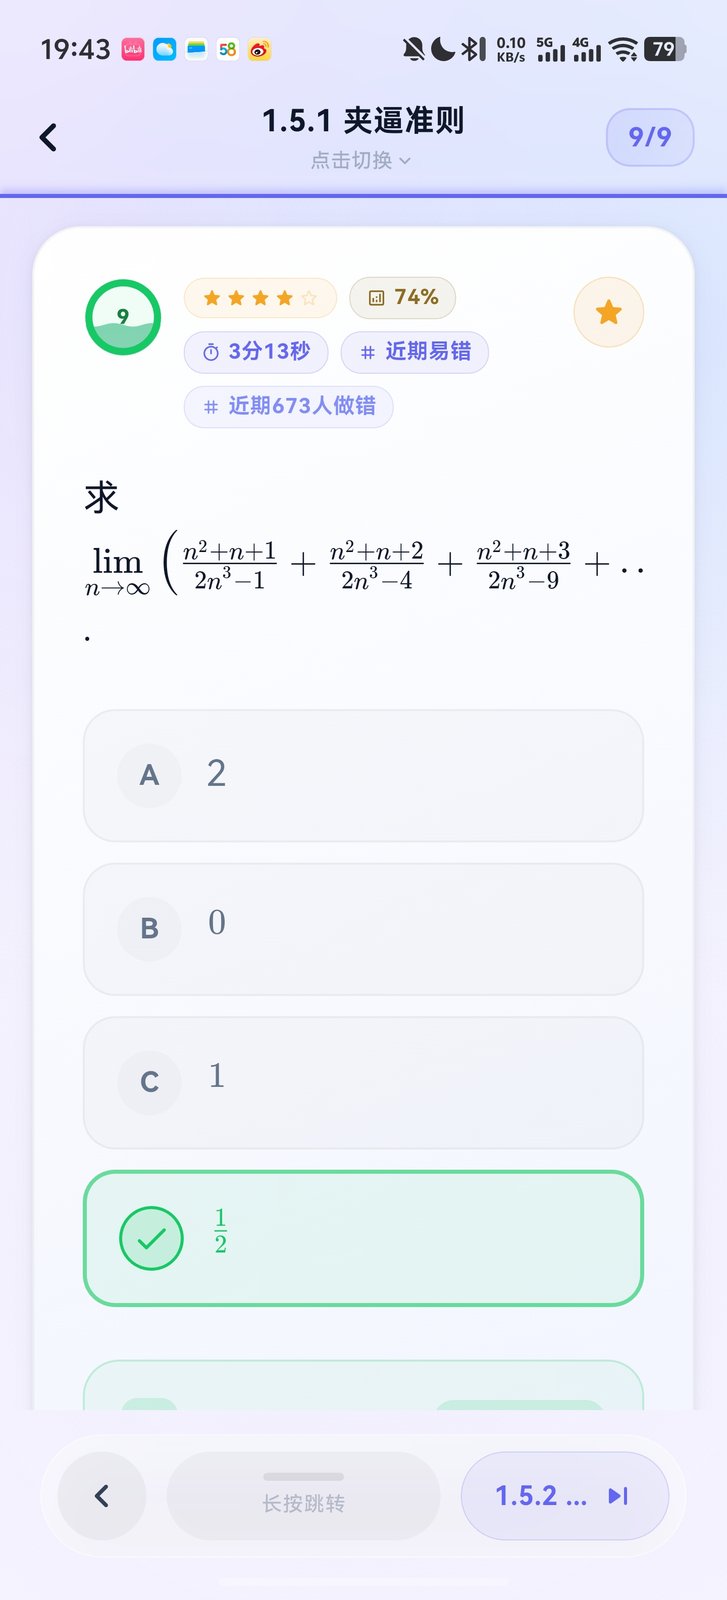 19:43 bilibili 58 0.10 KB/s 5G 4G 79
1.5.1 夹逼准则
点击切换
9/9
9
74%
3分13秒
# 近期易错
# 近期673人做错
求
lim n→∞ ( (n²+n+1)/(2n³−1) + (n²+n+2)/(2n³−4) + (n²+n+3)/(2n³−9) + ..
.
A 2
B 0
C 1
1/2
长按跳转
1.5.2 ...